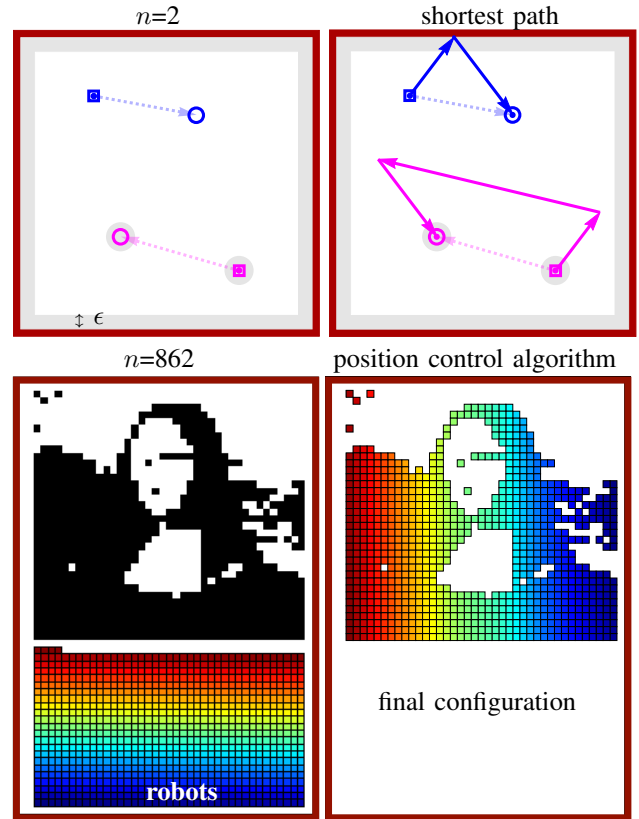 n=2
shortest path
ϵ
n=862
position control algorithm
robots
final configuration